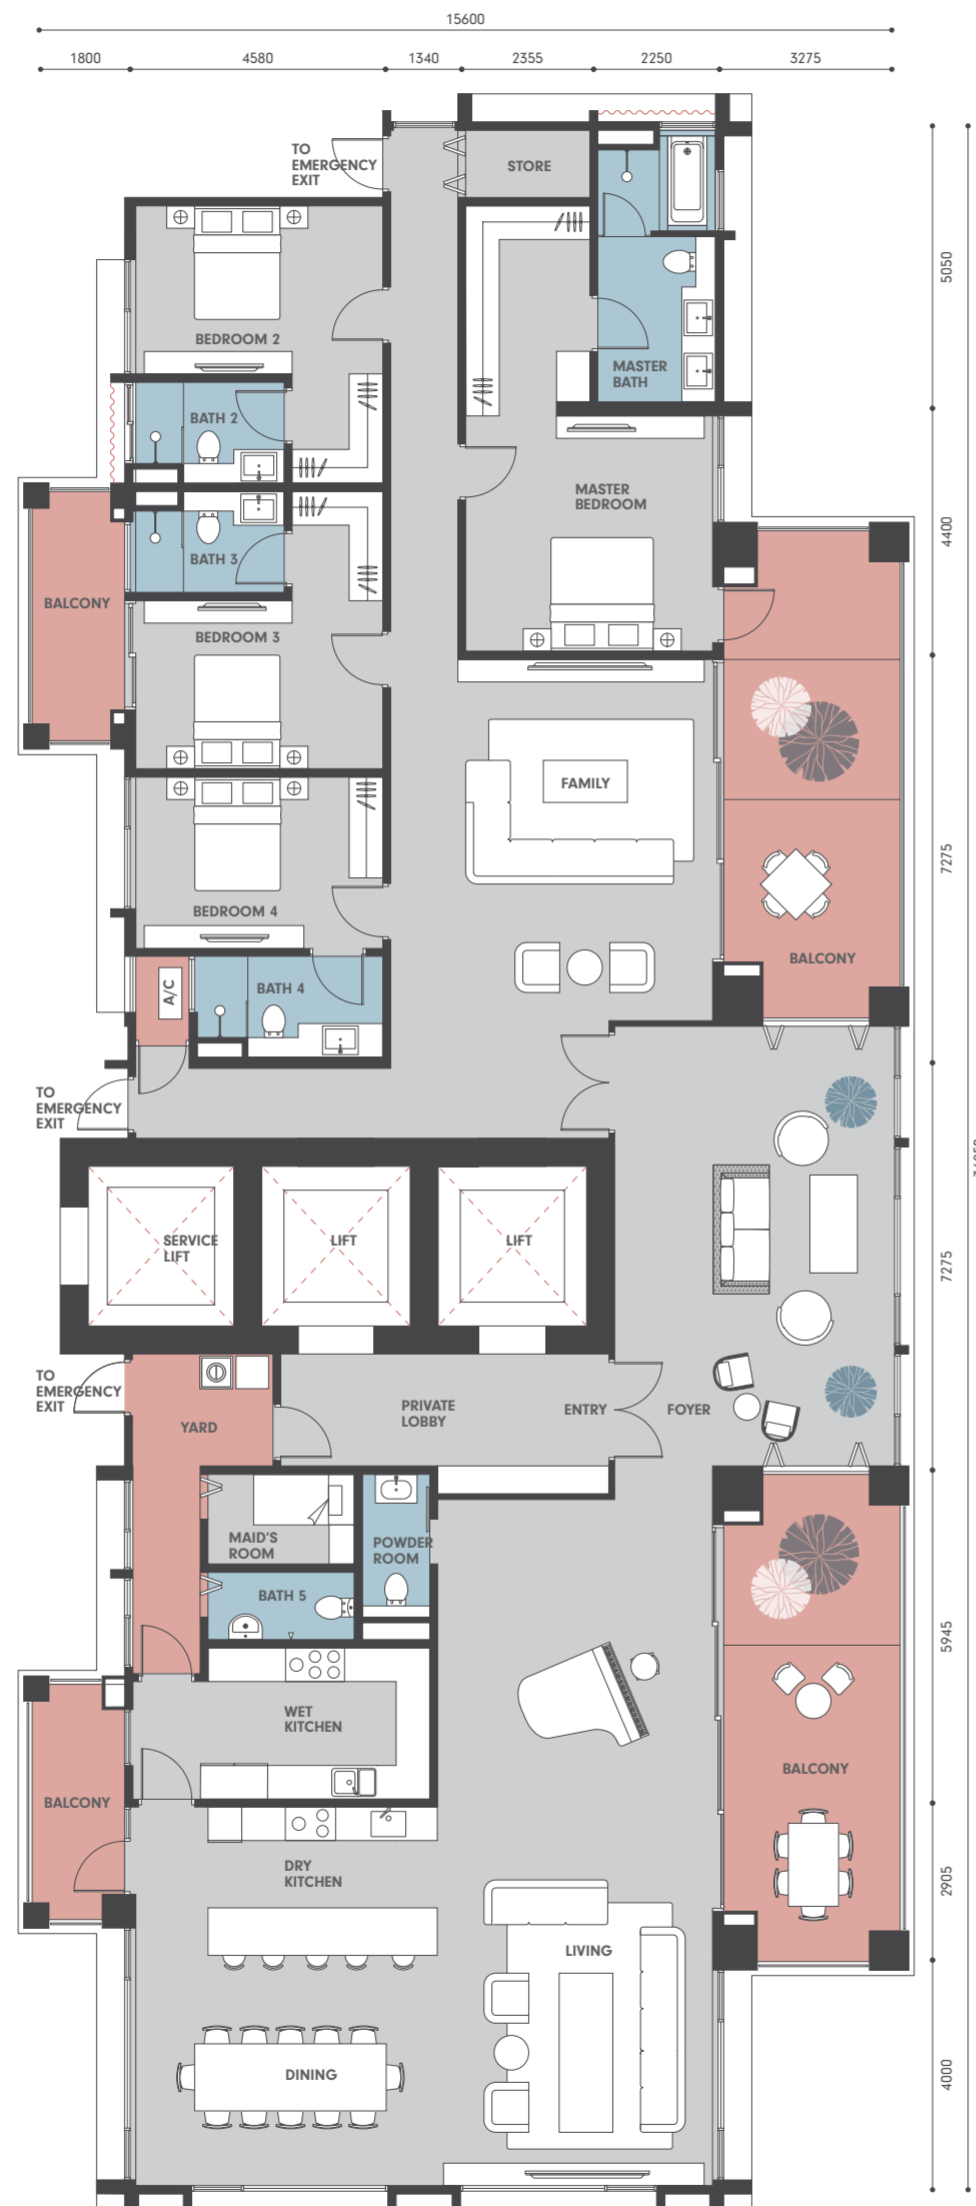 15600
1800
4580
1340
2355
2250
3275
TO
EMERGENCY
EXIT
STORE
5050
BEDROOM 2
MASTER
BATH
BATH 2
MASTER
BEDROOM
4400
BATH 3
BALCONY
BEDROOM 3
FAMILY
7275
BEDROOM 4
BALCONY
A/C
BATH 4
TO
EMERGENCY
EXIT
SERVICE
LIFT
LIFT
LIFT
7275
TO
EMERGENCY
EXIT
YARD
PRIVATE
LOBBY
ENTRY
FOYER
MAID'S
ROOM
POWDER
ROOM
BATH 5
5945
WET
KITCHEN
BALCONY
BALCONY
DRY
KITCHEN
2905
LIVING
DINING
4000